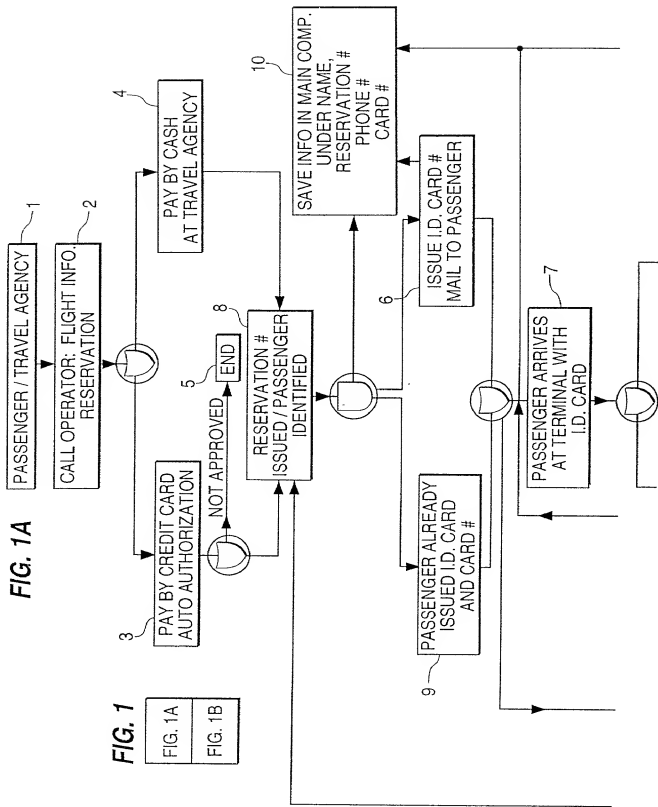 FIG. 1A
PASSENGER / TRAVEL AGENCY
1
CALL OPERATOR: FLIGHT INFO.
RESERVATION
2
PAY BY CREDIT CARD
AUTO AUTHORIZATION
3
PAY BY CASH
AT TRAVEL AGENCY
4
NOT APPROVED
END
5
RESERVATION #
ISSUED / PASSENGER
IDENTIFIED
8
SAVE INFO IN MAIN COMP.
UNDER NAME,
RESERVATION #
PHONE #
CARD #
10
PASSENGER ALREADY
ISSUED I.D. CARD
AND CARD #
9
ISSUE I.D. CARD #
MAIL TO PASSENGER
6
PASSENGER ARRIVES
AT TERMINAL WITH
I.D. CARD
7
FIG. 1
FIG. 1A
FIG. 1B